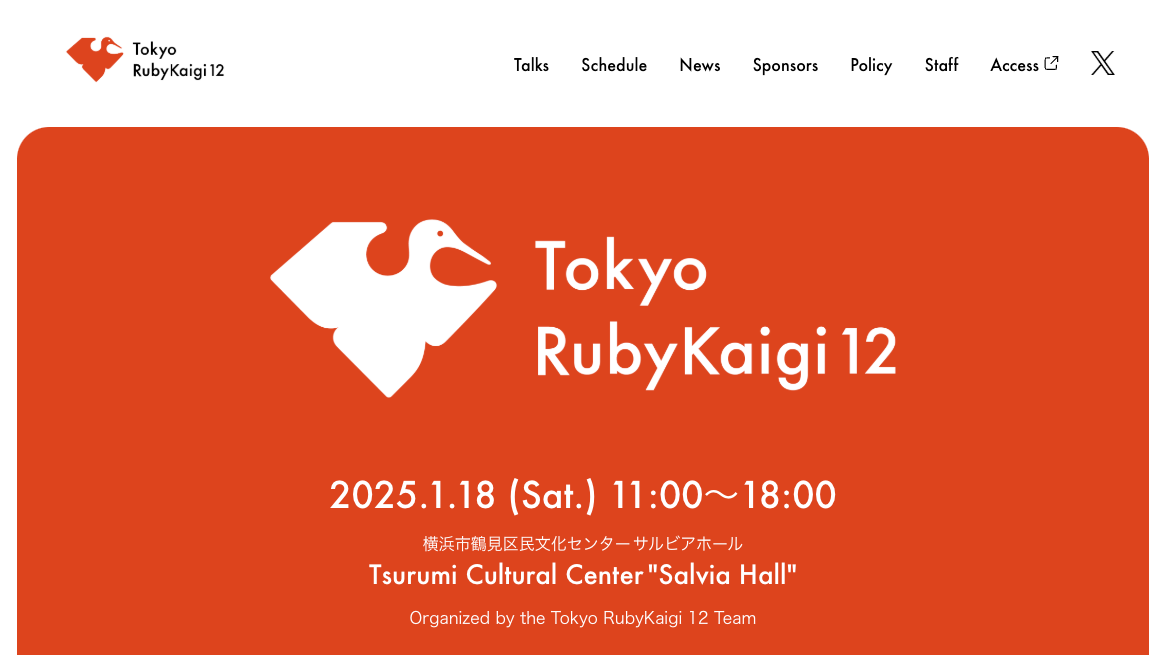 Tokyo
RubyKaigi 12
Talks Schedule News Sponsors Policy Staff Access
Tokyo
RubyKaigi 12
2025.1.18 (Sat.) 11:00〜18:00
横浜市鶴見区民文化センターサルビアホール
Tsurumi Cultural Center "Salvia Hall"
Organized by the Tokyo RubyKaigi 12 Team